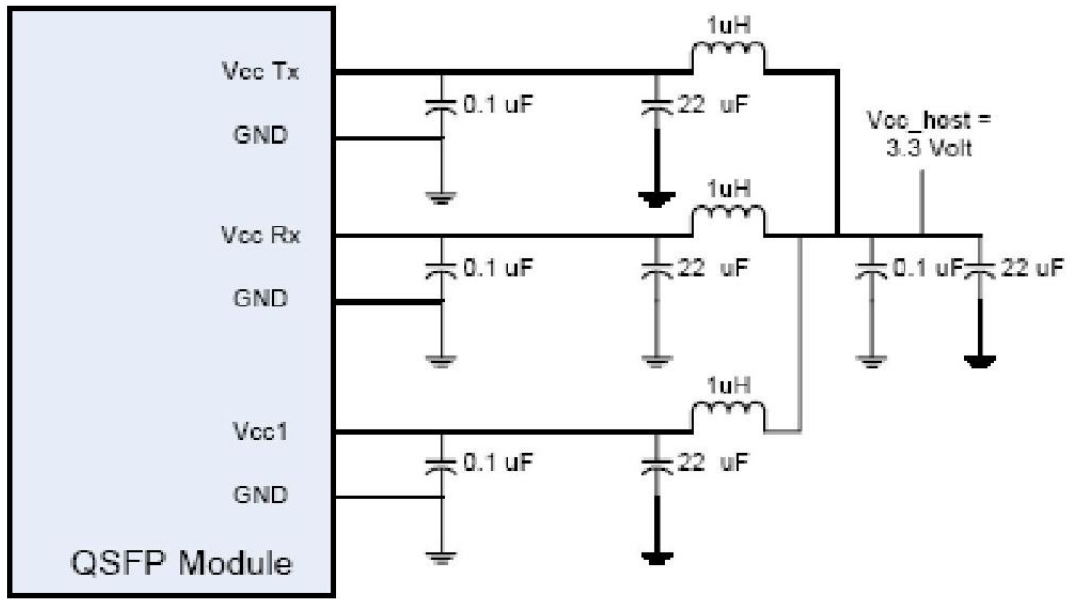 1uH
Vcc Tx
0.1 uF
22 uF
GND
Vcc_host =
3.3 Volt
1uH
Vcc Rx
0.1 uF
22 uF
0.1 uF
22 uF
GND
1uH
Vcc1
0.1 uF
22 uF
GND
QSFP Module